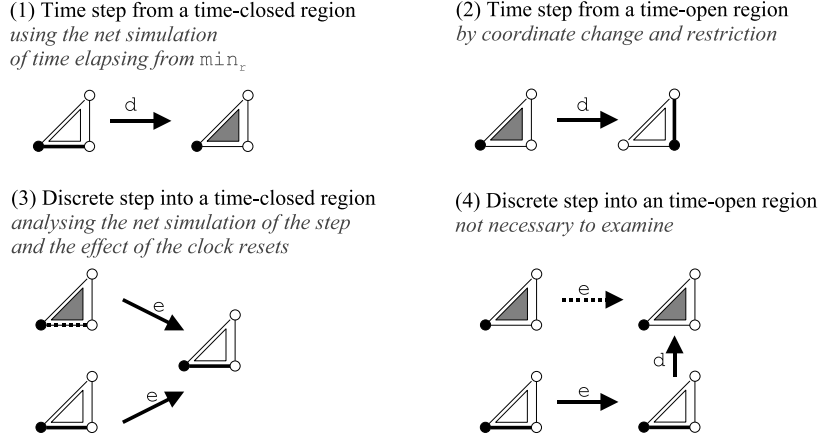 (1) Time step from a time-closed region
using the net simulation
of time elapsing from min_r
d
(2) Time step from a time-open region
by coordinate change and restriction
d
(3) Discrete step into a time-closed region
analysing the net simulation of the step
and the effect of the clock resets
e
e
(4) Discrete step into an time-open region
not necessary to examine
e
d
e